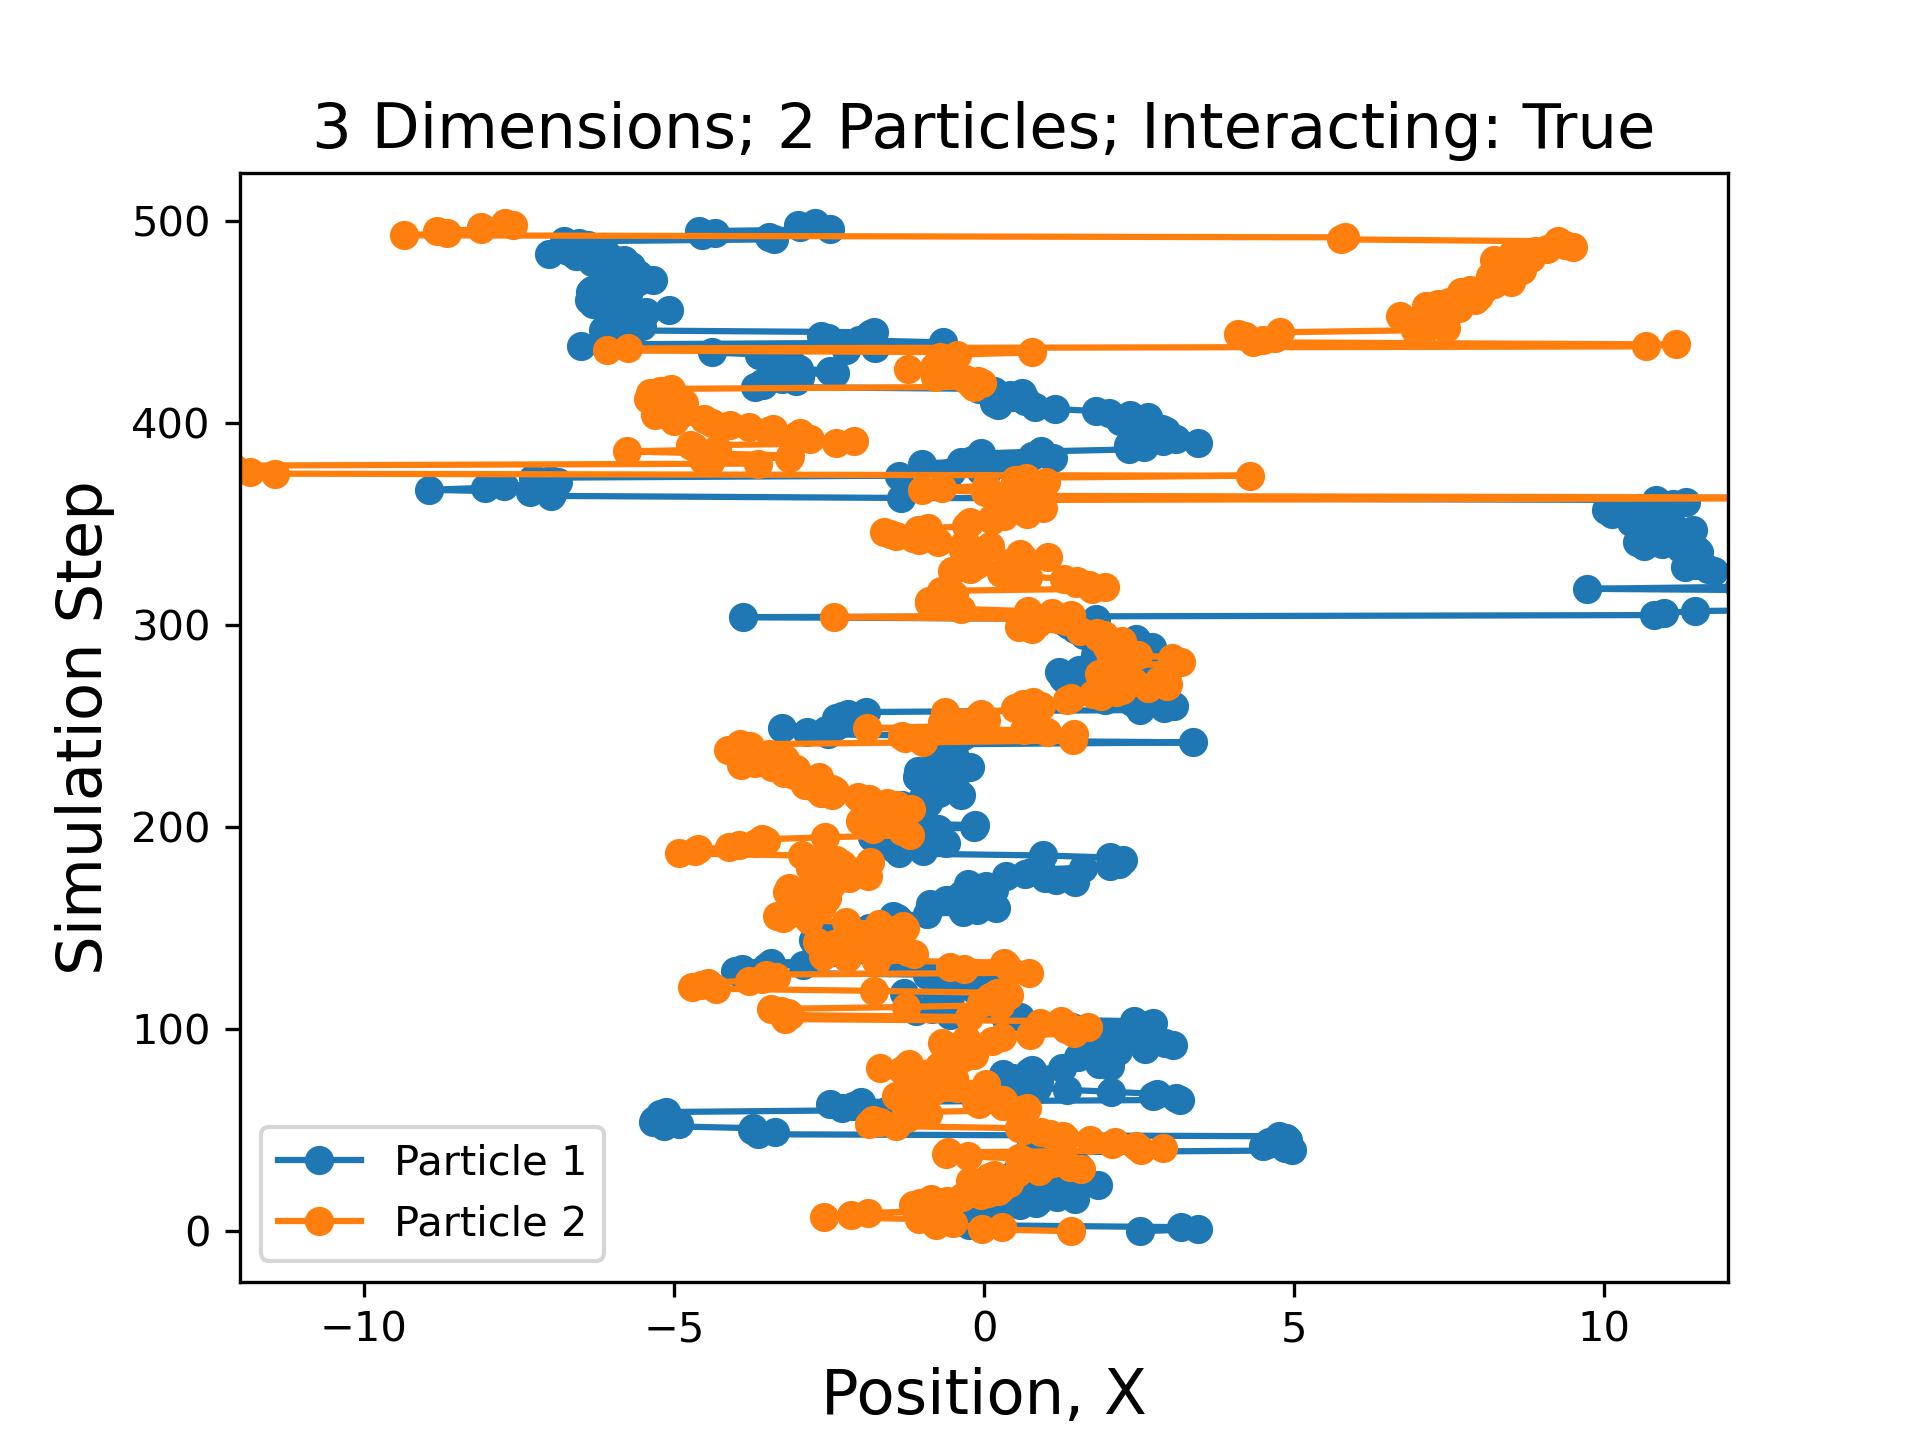 3 Dimensions; 2 Particles; Interacting: True
500
400
300
200
100
0
Simulation Step
Particle 1
Particle 2
−10
−5
0
5
10
Position, X